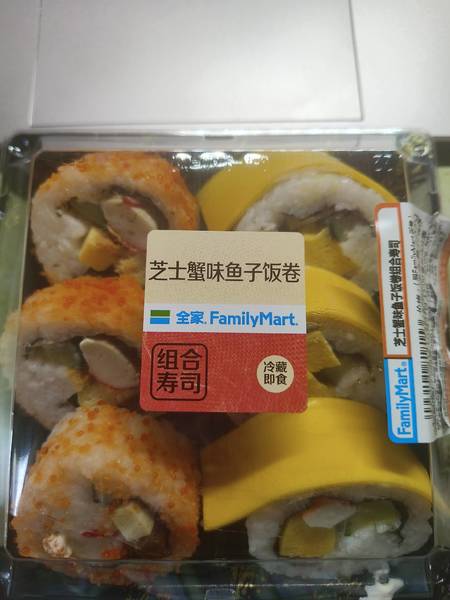 芝士蟹味鱼子饭卷
全家 FamilyMart
组合
寿司
冷藏
即食
芝士蟹味鱼子饭卷组合寿司
FamilyMart